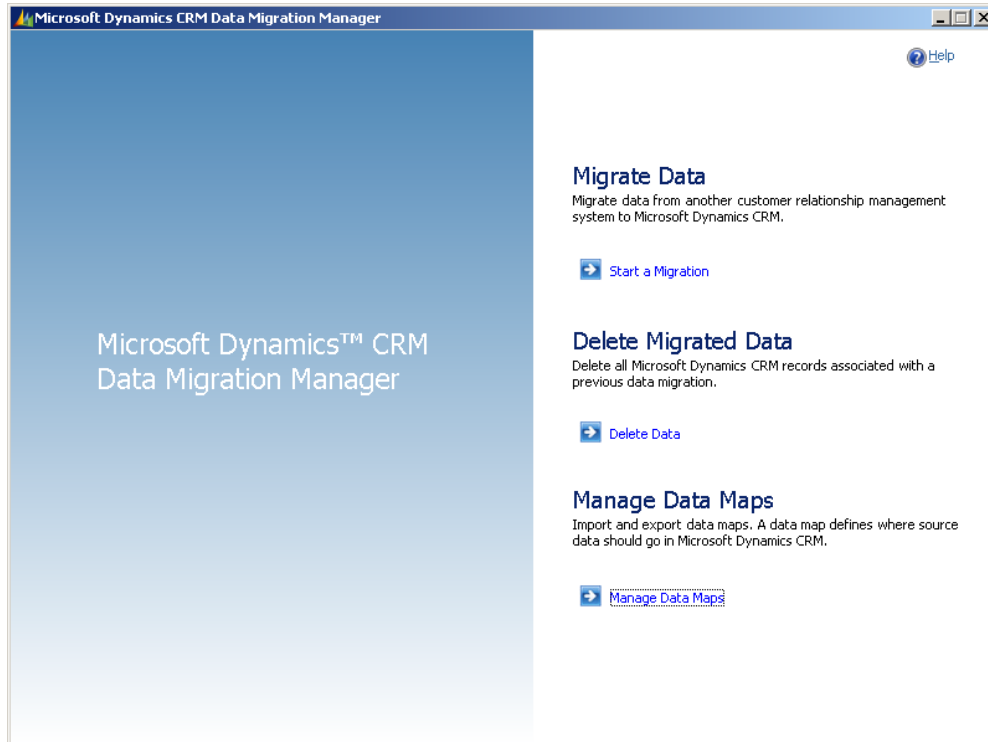 Microsoft Dynamics CRM Data Migration Manager
Help
Migrate Data
Migrate data from another customer relationship management
system to Microsoft Dynamics CRM.
Start a Migration
Microsoft Dynamics™ CRM
Data Migration Manager
Delete Migrated Data
Delete all Microsoft Dynamics CRM records associated with a
previous data migration.
Delete Data
Manage Data Maps
Import and export data maps. A data map defines where source
data should go in Microsoft Dynamics CRM.
Manage Data Maps